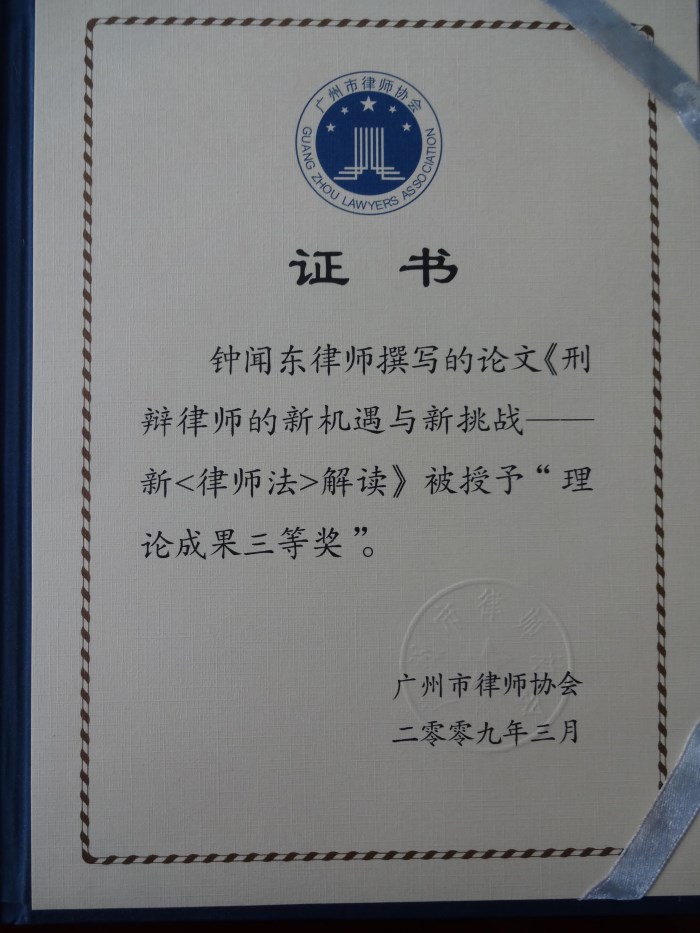 广州市律师协会
GUANG ZHOU LAWYERS ASSOCIATION
证 书
钟闻东律师撰写的论文《刑
辩律师的新机遇与新挑战——
新<律师法>解读》被授予“理
论成果三等奖”。
市律师
广州市律师协会
二零零九年三月